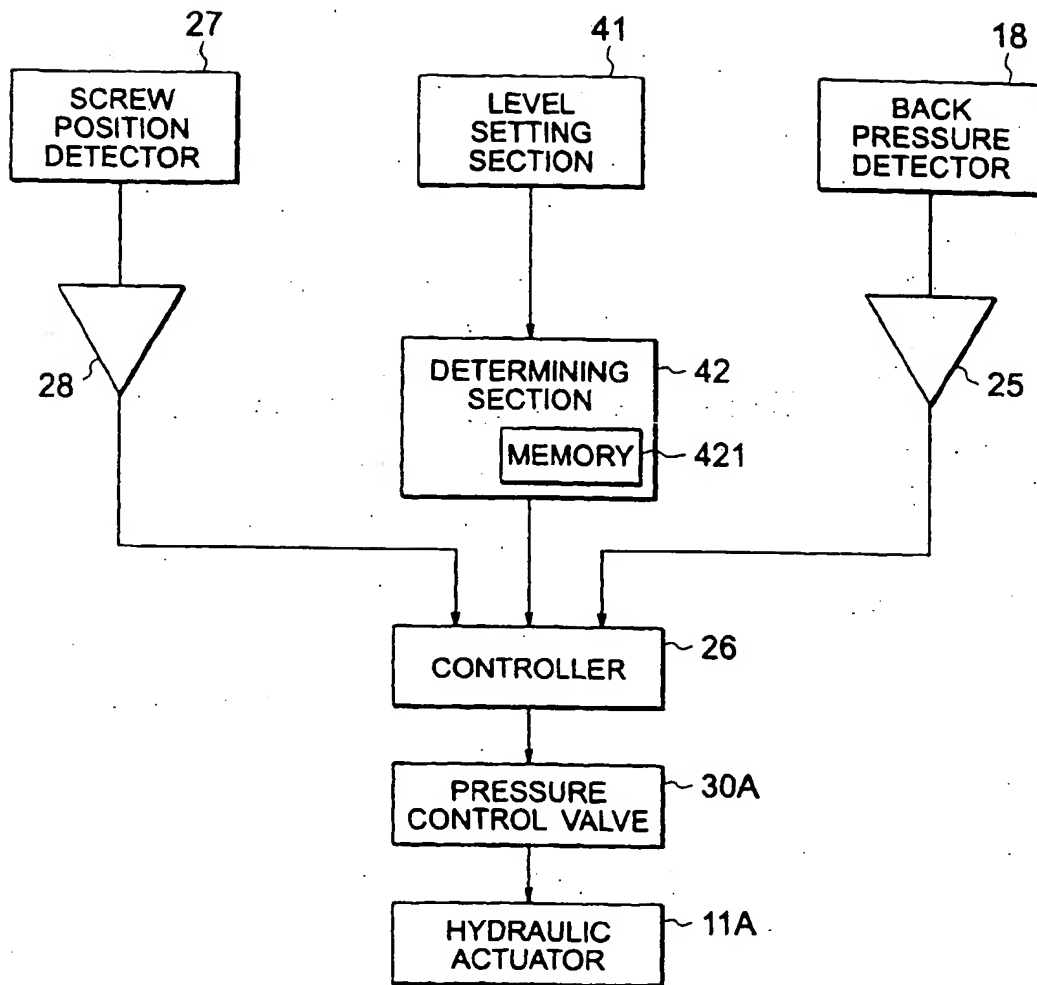 27
SCREW
POSITION
DETECTOR
41
LEVEL
SETTING
SECTION
18
BACK
PRESSURE
DETECTOR
28
DETERMINING
SECTION
42
MEMORY
421
25
CONTROLLER
26
PRESSURE
CONTROL VALVE
30A
HYDRAULIC
ACTUATOR
11A